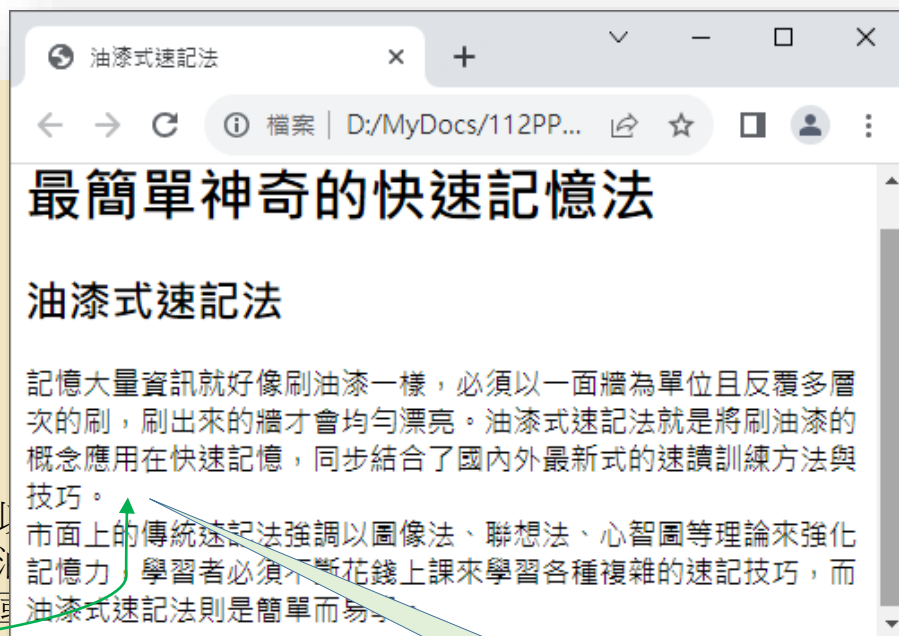 油漆式速記法
檔案 | D:/MyDocs/112PP...
最簡單神奇的快速記憶法
油漆式速記法
記憶大量資訊就好像刷油漆一樣，必須以一面牆為單位且反覆多層
次的刷，刷出來的牆才會均勻漂亮。油漆式速記法就是將刷油漆的
概念應用在快速記憶，同步結合了國內外最新式的速讀訓練方法與
技巧。
市面上的傳統速記法強調以圖像法、聯想法、心智圖等理論來強化
記憶力，學習者必須不斷花錢上課來學習各種複雜的速記技巧，而
油漆式速記法則是簡單而易學。